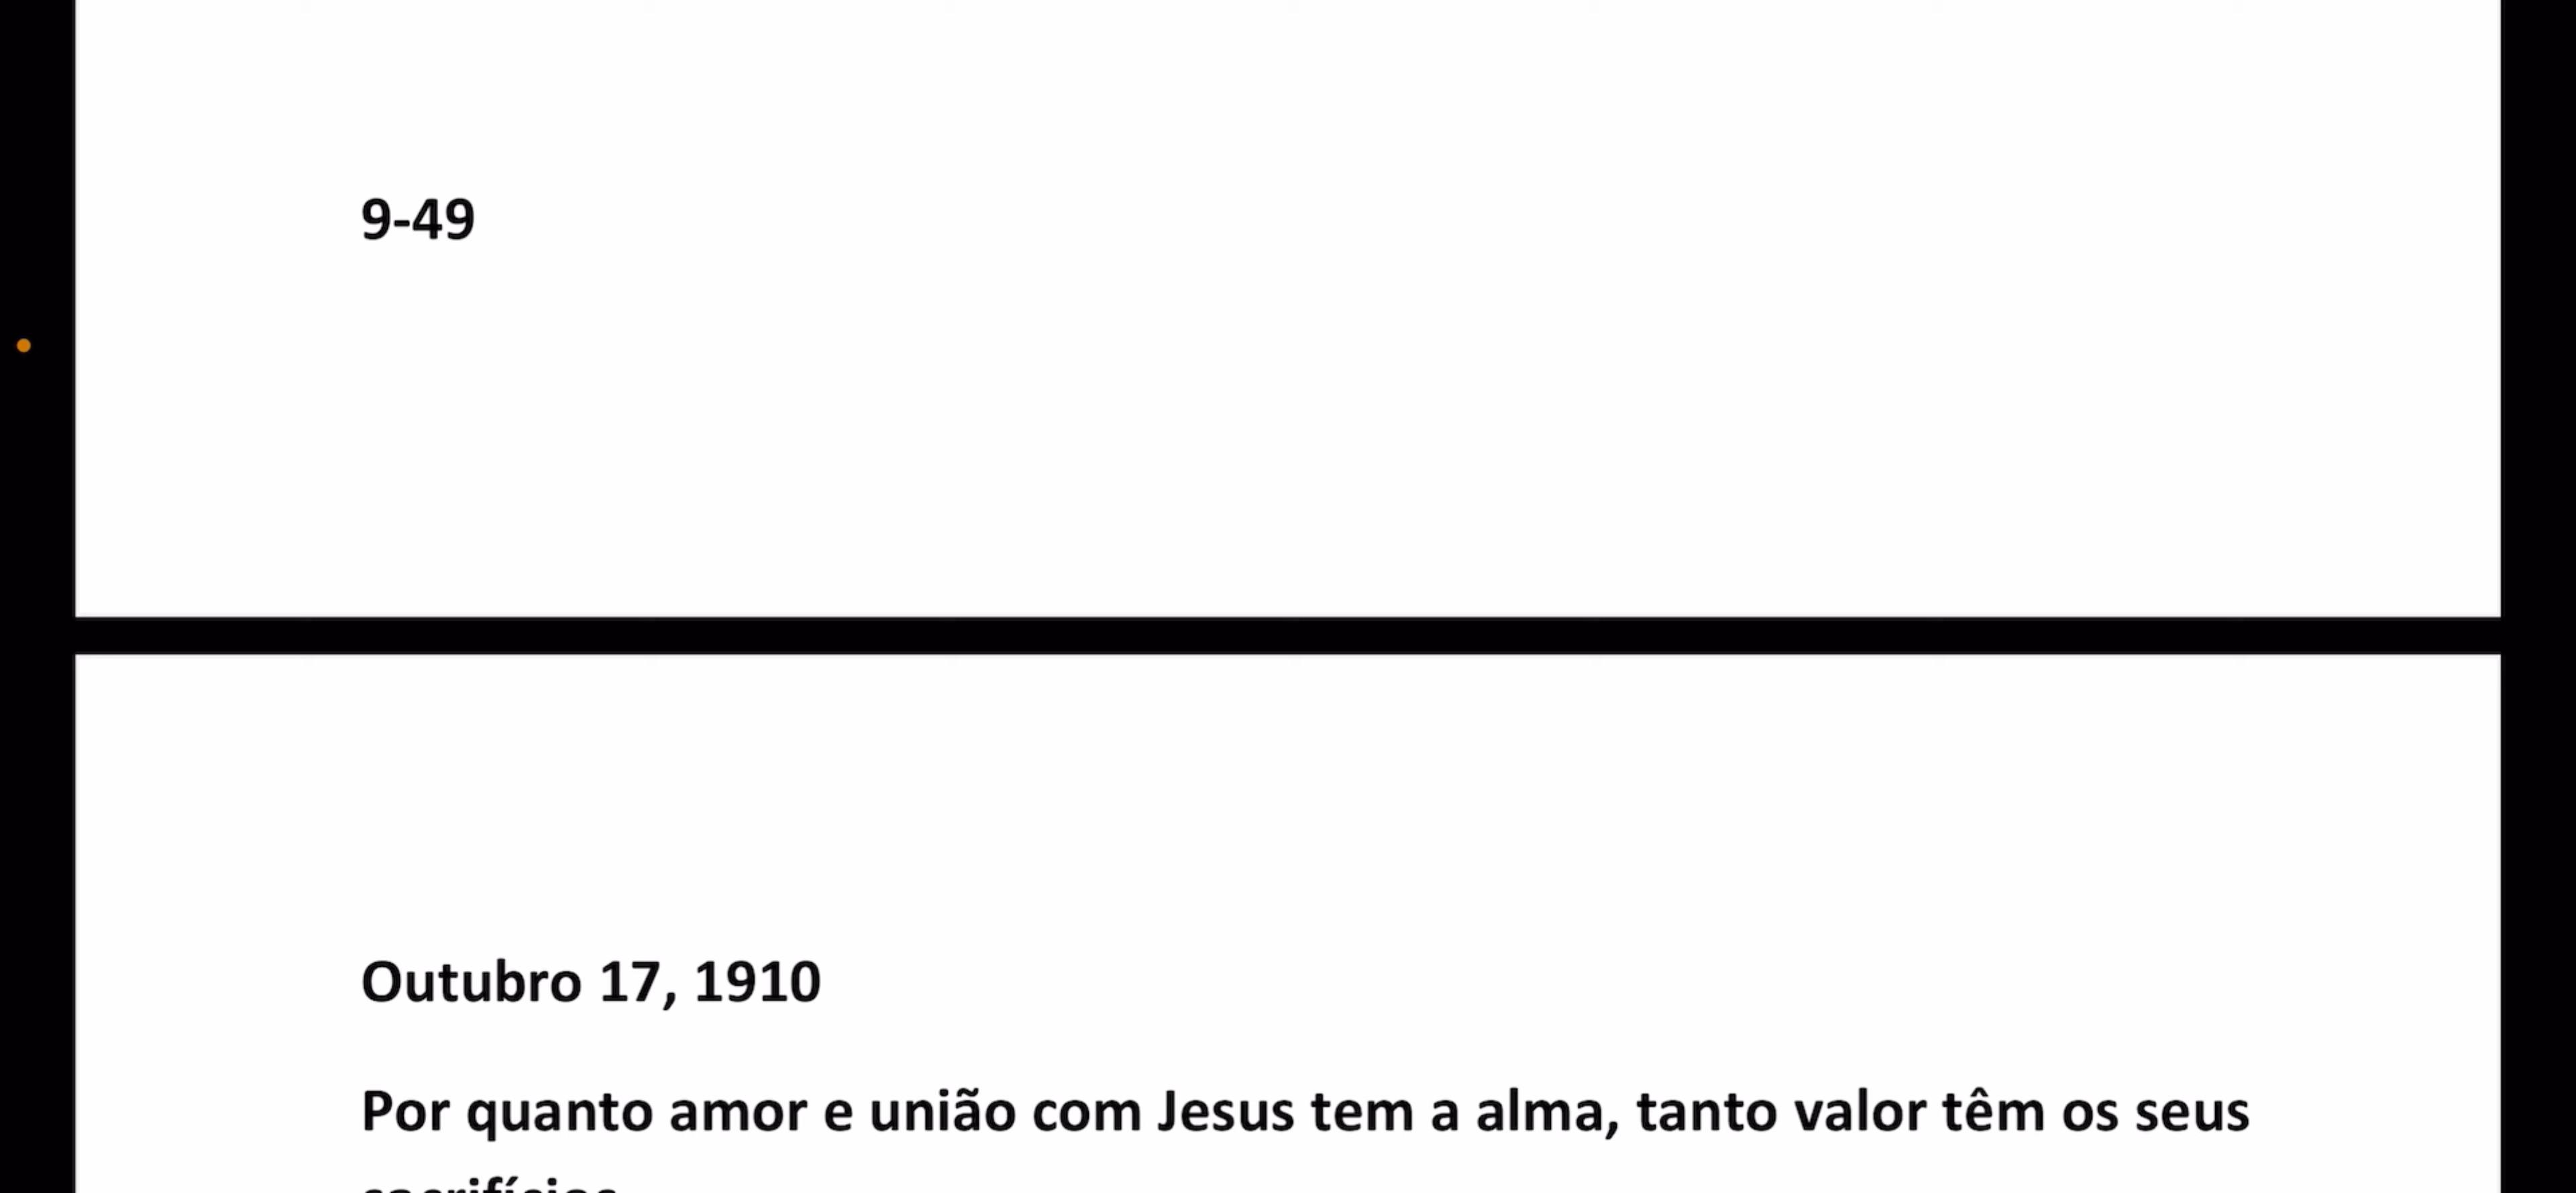 9-49
Outubro 17, 1910
Por quanto amor e união com Jesus tem a alma, tanto valor têm os seus